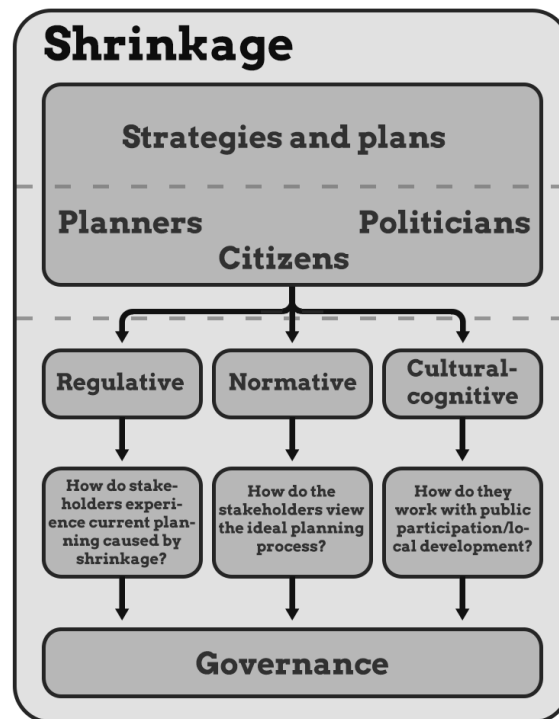 Shrinkage
Strategies and plans
Planners
Politicians
Citizens
Regulative
Normative
Cultural-
cognitive
How do stake-
holders experi-
ence current plan-
ning caused by
shrinkage?
How do the
stakeholders view
the ideal planning
process?
How do they
work with public
participation/lo-
cal development?
Governance